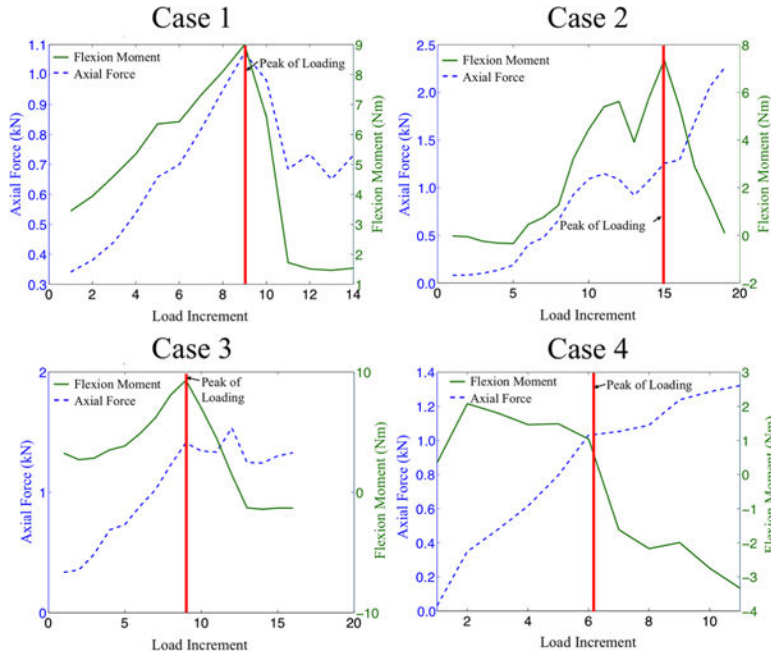 Case 1
Flexion Moment
Axial Force
Peak of Loading
Axial Force (kN)
1.1
1.0
0.9
0.8
0.7
0.6
0.5
0.4
0.3
Flexion Moment (Nm)
9
8
7
6
5
4
3
2
1
0 2 4 6 8 10 12 14
Load Increment
Case 2
Flexion Moment
Axial Force
Peak of Loading
Axial Force (kN)
2.5
2.0
1.5
1.0
0.5
0.0
Flexion Moment (Nm)
8
6
4
2
0
−2
0 5 10 15 20
Load Increment
Case 3
Flexion Moment
Axial Force
Peak of
Loading
Axial Force (kN)
2
1
0
Flexion Moment (Nm)
10
0
−10
0 5 10 15 20
Load Increment
Case 4
Flexion Moment
Axial Force
Peak of Loading
Axial Force (kN)
1.4
1.2
1.0
0.8
0.6
0.4
0.2
0.0
Flexion Moment (Nm)
3
2
1
0
−1
−2
−3
−4
2 4 6 8 10
Load Increment